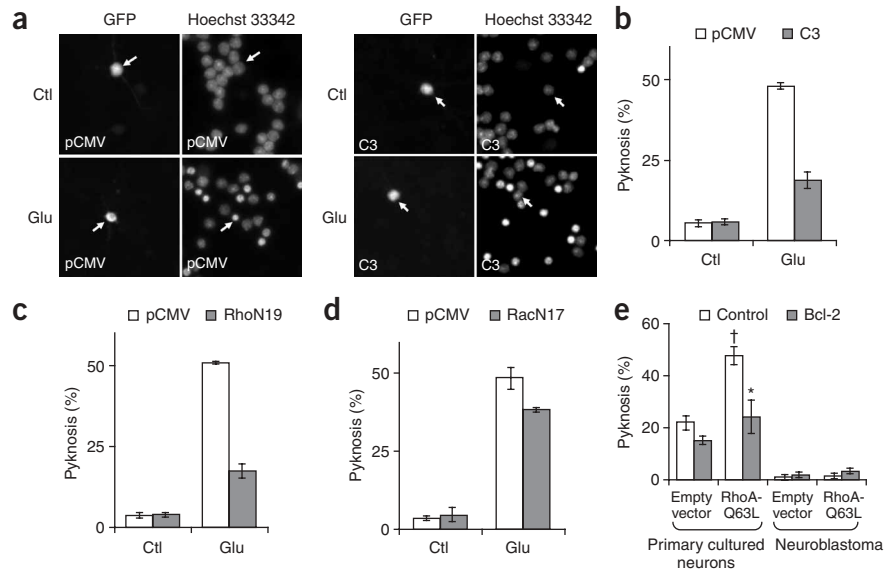 a
GFP Hoechst 33342
Ctl
pCMV pCMV C3 C3
Glu
pCMV pCMV C3 C3
Ctl
Glu
b
pCMV C3
Pyknosis (%)
50
25
0
Ctl Glu
c
pCMV RhoN19
Pyknosis (%)
50
25
0
Ctl Glu
d
pCMV RacN17
Pyknosis (%)
50
25
0
Ctl Glu
e
Control Bcl-2
Pyknosis (%)
60
40
20
0
†
*
Empty vector RhoA-Q63L Empty vector RhoA-Q63L
Primary cultured neurons Neuroblastoma
GFP Hoechst 33342